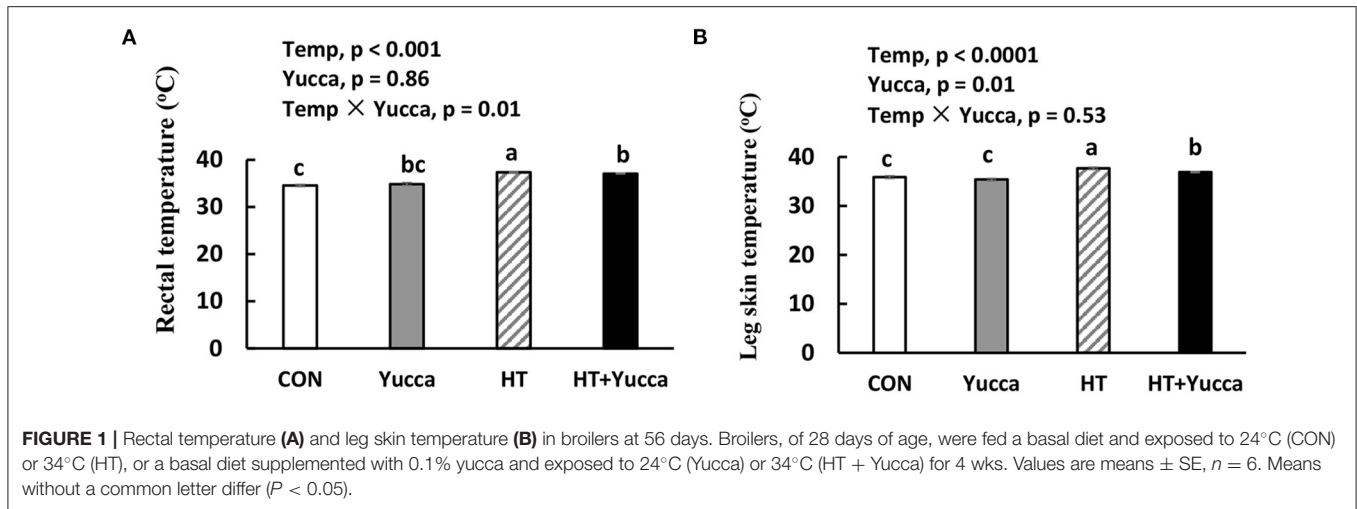 A
Temp, p < 0.001
Yucca, p = 0.86
Temp × Yucca, p = 0.01
Rectal temperature (°C)
40
30
20
10
0
c
bc
a
b
CON
Yucca
HT
HT+Yucca
B
Temp, p < 0.0001
Yucca, p = 0.01
Temp × Yucca, p = 0.53
Leg skin temperature (°C)
40
30
20
10
0
c
c
a
b
CON
Yucca
HT
HT+Yucca
FIGURE 1 | Rectal temperature (A) and leg skin temperature (B) in broilers at 56 days. Broilers, of 28 days of age, were fed a basal diet and exposed to 24°C (CON)
or 34°C (HT), or a basal diet supplemented with 0.1% yucca and exposed to 24°C (Yucca) or 34°C (HT + Yucca) for 4 wks. Values are means ± SE, n = 6. Means
without a common letter differ (P < 0.05).